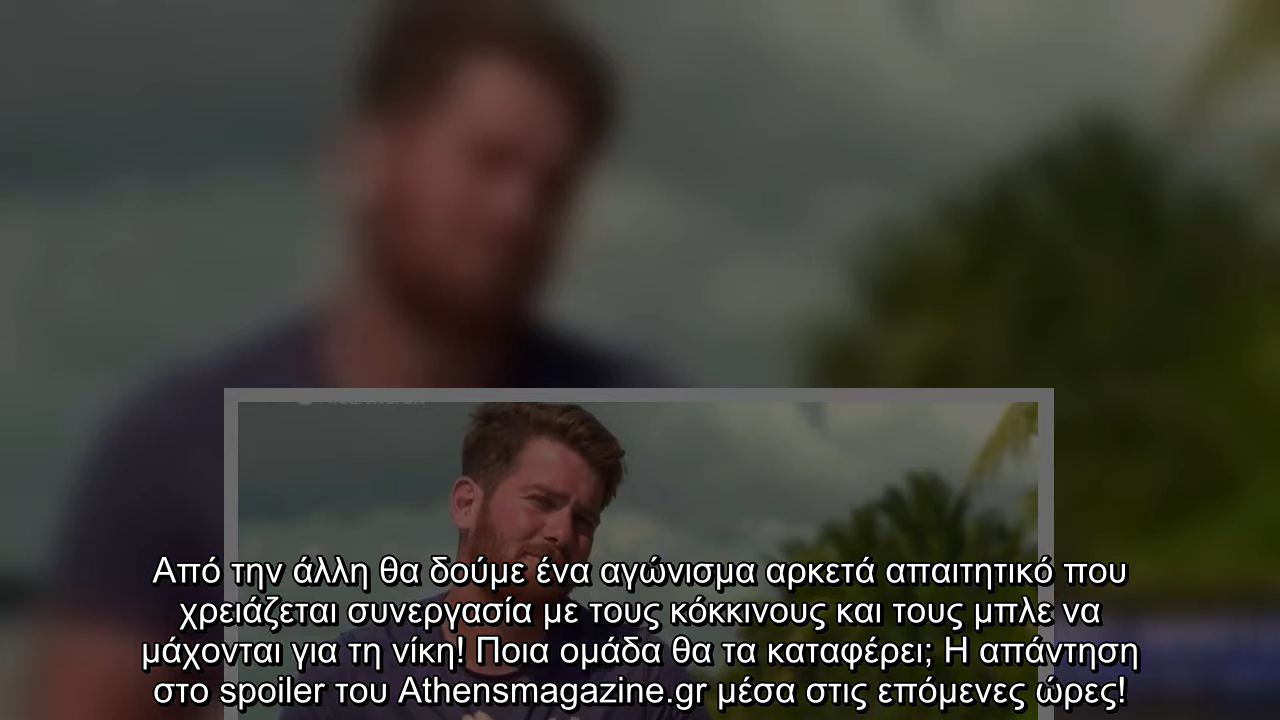 Από την άλλη θα δούμε ένα αγώνισμα αρκετά απαιτητικό που
χρειάζεται συνεργασία με τους κόκκινους και τους μπλε να
μάχονται για τη νίκη! Ποια ομάδα θα τα καταφέρει; Η απάντηση
στο spoiler του Athensmagazine.gr μέσα στις επόμενες ώρες!